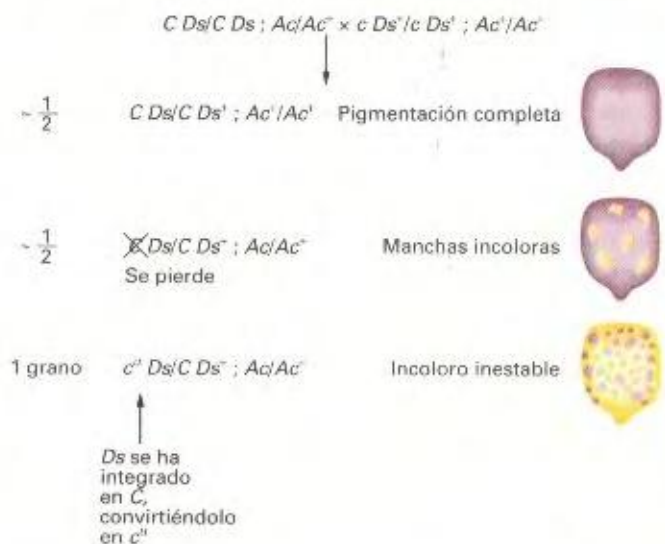 C Ds/C Ds ; Ac/Ac⁺ × c Ds⁺/c Ds⁺ ; Ac⁺/Ac⁺
~ 1/2 C Ds/C Ds⁺ ; Ac⁺/Ac⁺ Pigmentación completa
~ 1/2 C Ds/C Ds⁺ ; Ac/Ac⁺ Manchas incoloras
Se pierde
1 grano c Ds/C Ds⁺ ; Ac/Ac⁺ Incoloro inestable
Ds se ha
integrado
en C,
convirtiéndolo
en